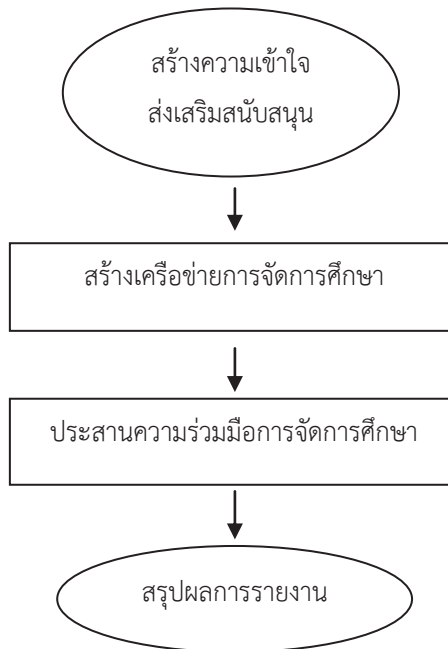 สร้างความเข้าใจ
ส่งเสริมสนับสนุน
สร้างเครือข่ายการจัดการศึกษา
ประสานความร่วมมือการจัดการศึกษา
สรุปผลการรายงาน